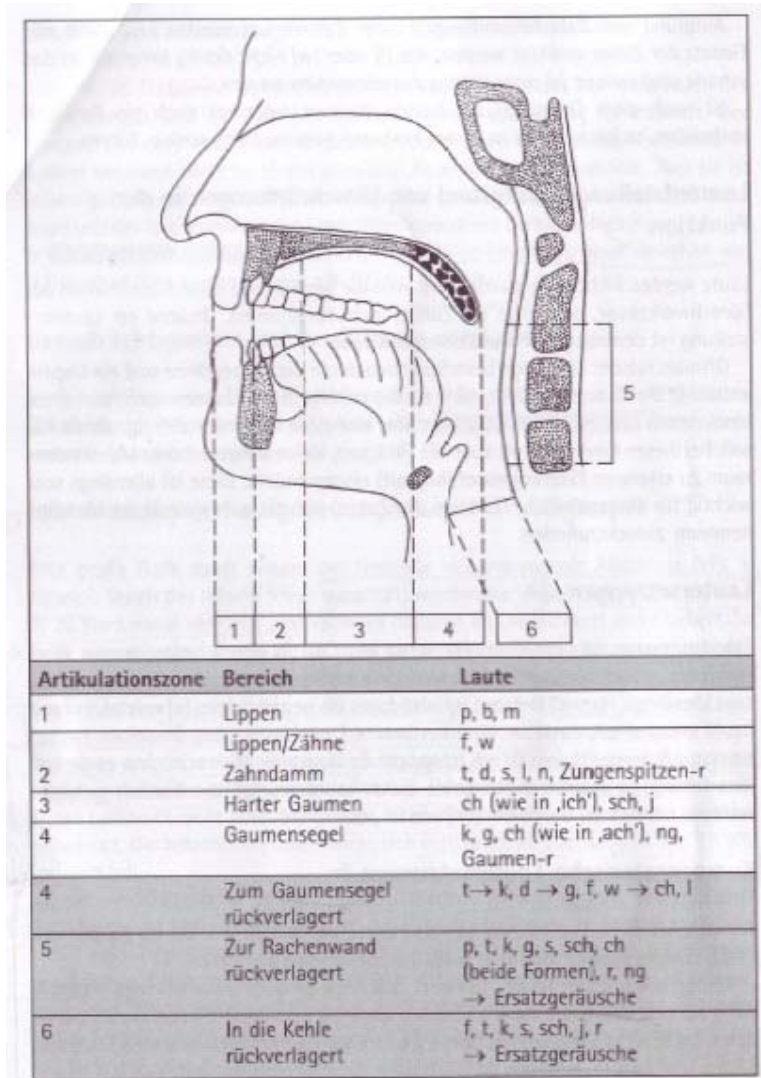 5
1 2 3 4 6
Artikulationszone Bereich Laute
1 Lippen p, b, m
Lippen/Zähne f, w
2 Zahndamm t, d, s, l, n, Zungenspitzen-r
3 Harter Gaumen ch (wie in ‚ich'), sch, j
4 Gaumensegel k, g, ch (wie in ‚ach'), ng,
Gaumen-r
4 Zum Gaumensegel t→ k, d → g, f, w → ch, l
rückverlagert
5 Zur Rachenwand p, t, k, g, s, sch, ch
rückverlagert (beide Formen), r, ng
→ Ersatzgeräusche
6 In die Kehle f, t, k, s, sch, j, r
rückverlagert → Ersatzgeräusche